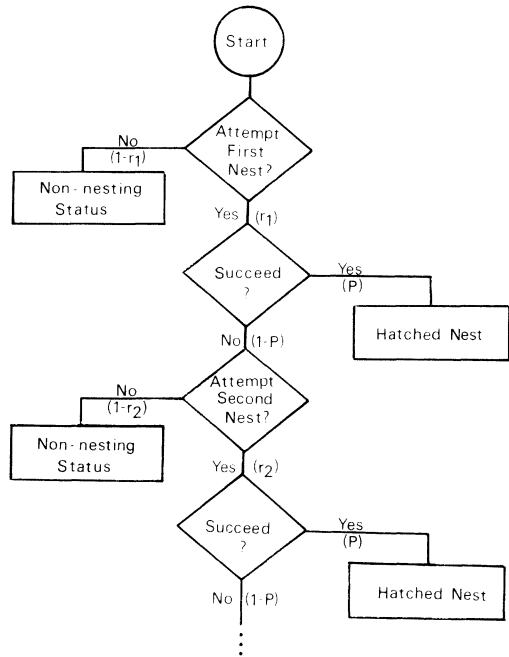 Start
Attempt
First
Nest?
No
(1-r1)
Non-nesting
Status
Yes (r1)
Succeed
?
Yes
(P)
Hatched Nest
No (1-P)
Attempt
Second
Nest?
No
(1-r2)
Non-nesting
Status
Yes (r2)
Succeed
?
Yes
(P)
Hatched Nest
No (1-P)